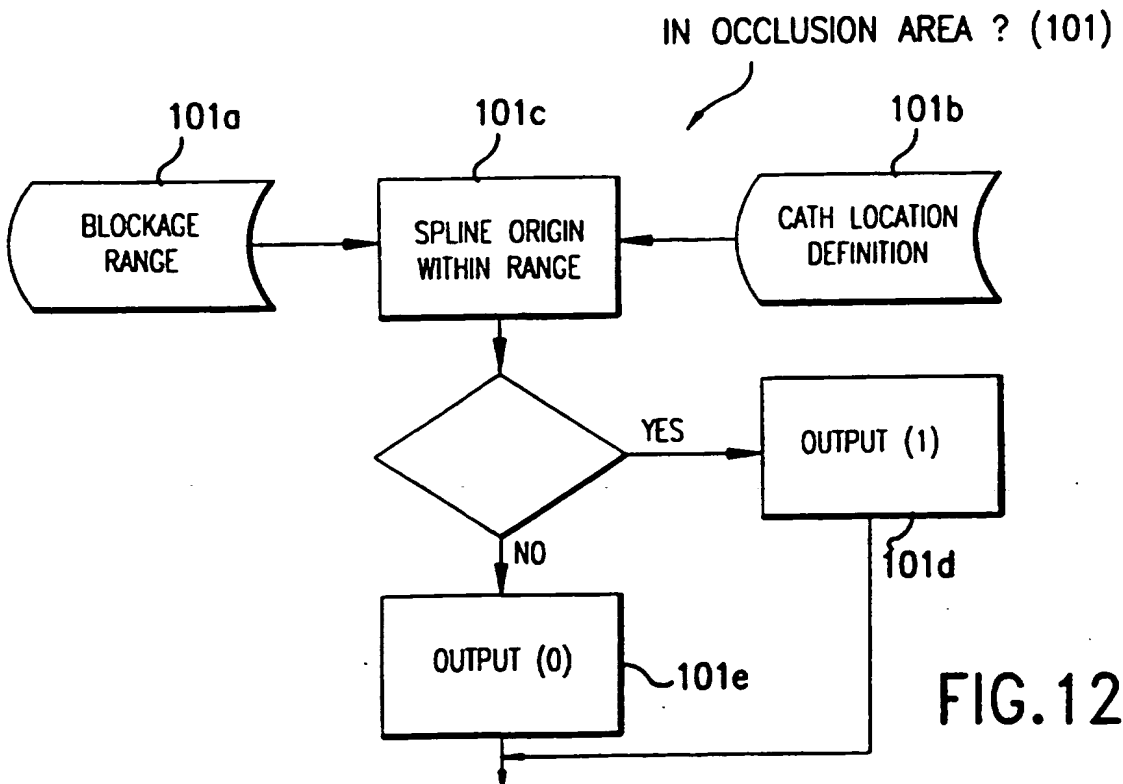 IN OCCLUSION AREA ? (101)
101a
101c
101b
BLOCKAGE
RANGE
SPLINE ORIGIN
WITHIN RANGE
CATH LOCATION
DEFINITION
YES
OUTPUT (1)
NO
101d
OUTPUT (0)
101e
FIG.12